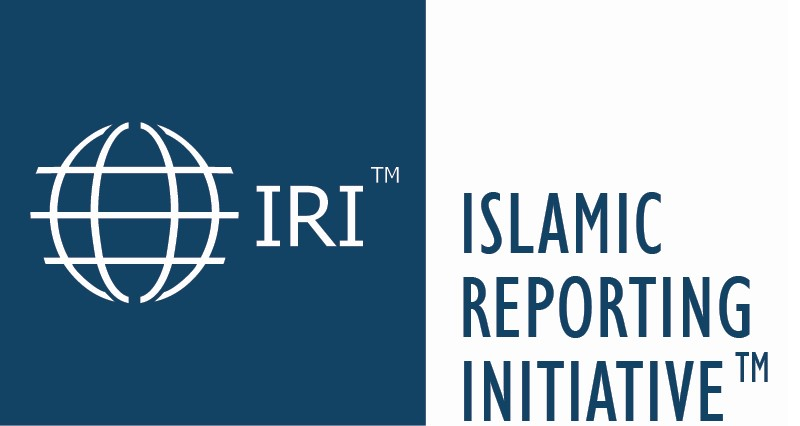 IRI™
ISLAMIC
REPORTING
INITIATIVE™